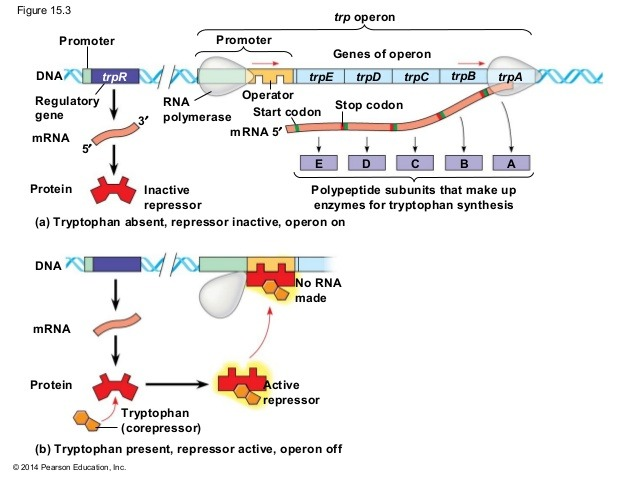 Figure 15.3
trp operon
Promoter
Promoter
Genes of operon
DNA
trpR
trpE
trpD
trpC
trpB
trpA
Regulatory
gene
RNA
polymerase
Operator
Start codon
Stop codon
mRNA
3′
5′
mRNA 5′
E
D
C
B
A
Protein
Inactive
repressor
Polypeptide subunits that make up
enzymes for tryptophan synthesis
(a) Tryptophan absent, repressor inactive, operon on
DNA
No RNA
made
mRNA
Protein
Active
repressor
Tryptophan
(corepressor)
(b) Tryptophan present, repressor active, operon off
© 2014 Pearson Education, Inc.